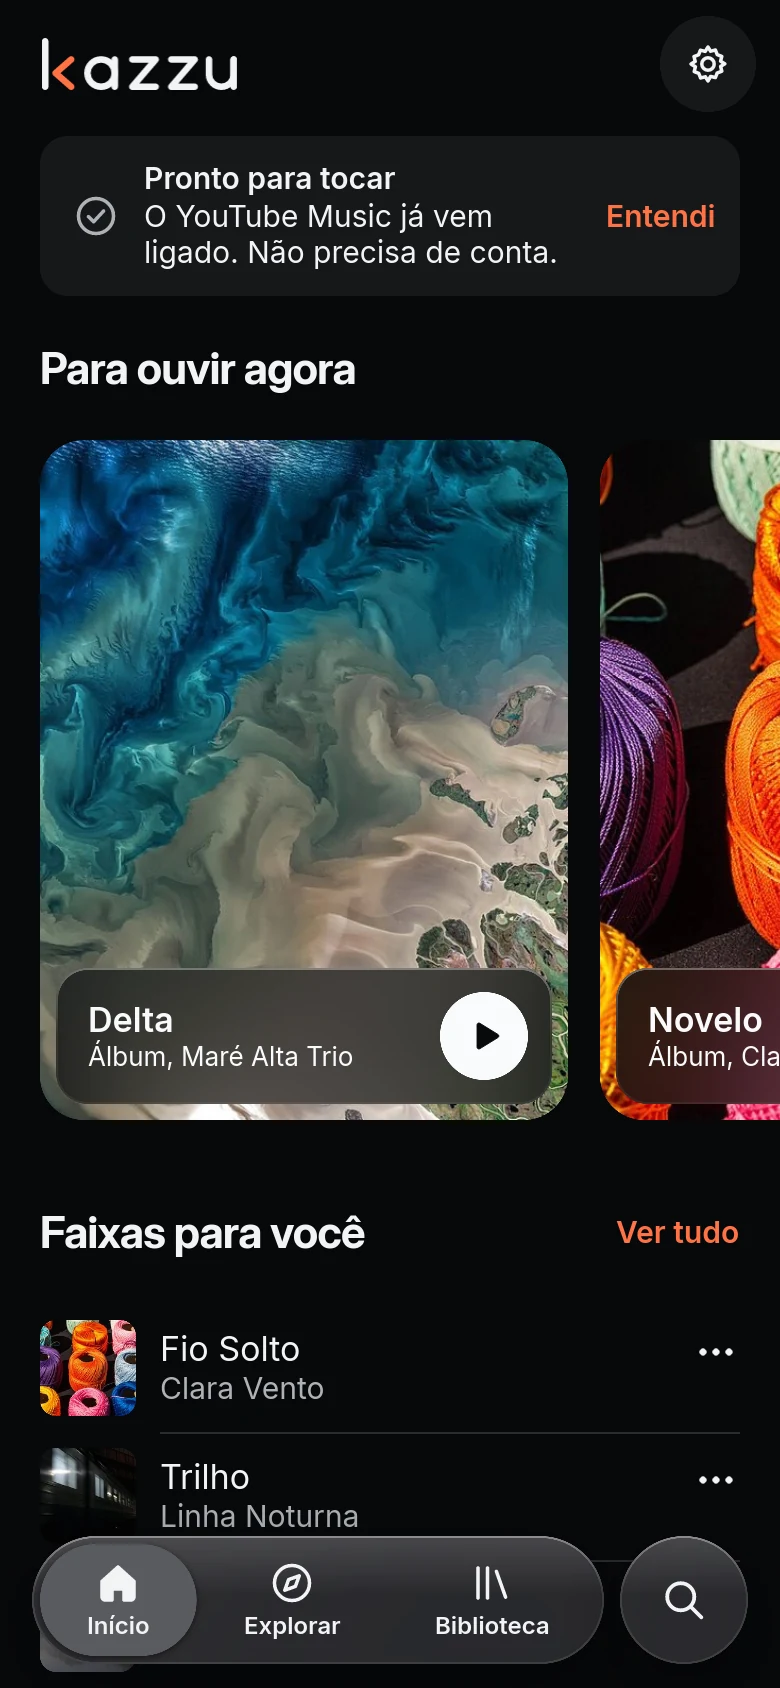 kazzu
Pronto para tocar
O YouTube Music já vem
ligado. Não precisa de conta.
Entendi
Para ouvir agora
Delta
Álbum, Maré Alta Trio
Novelo
Álbum, Cla
Faixas para você
Ver tudo
Fio Solto
Clara Vento
Trilho
Linha Noturna
Início
Explorar
Biblioteca